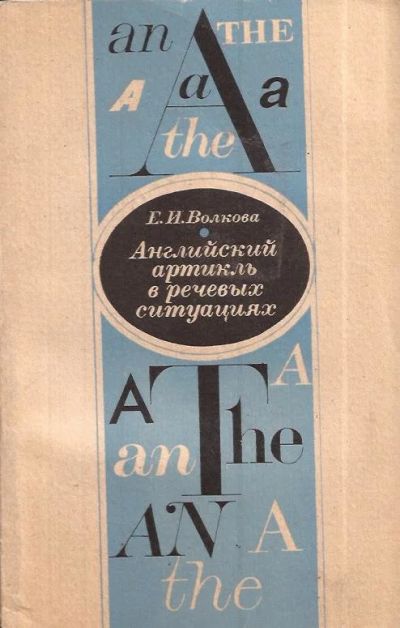 an THE
A a A a
the
Е.И.Волкова
Английский
артикль
в речевых
ситуациях
A
A The
an
AN A
the